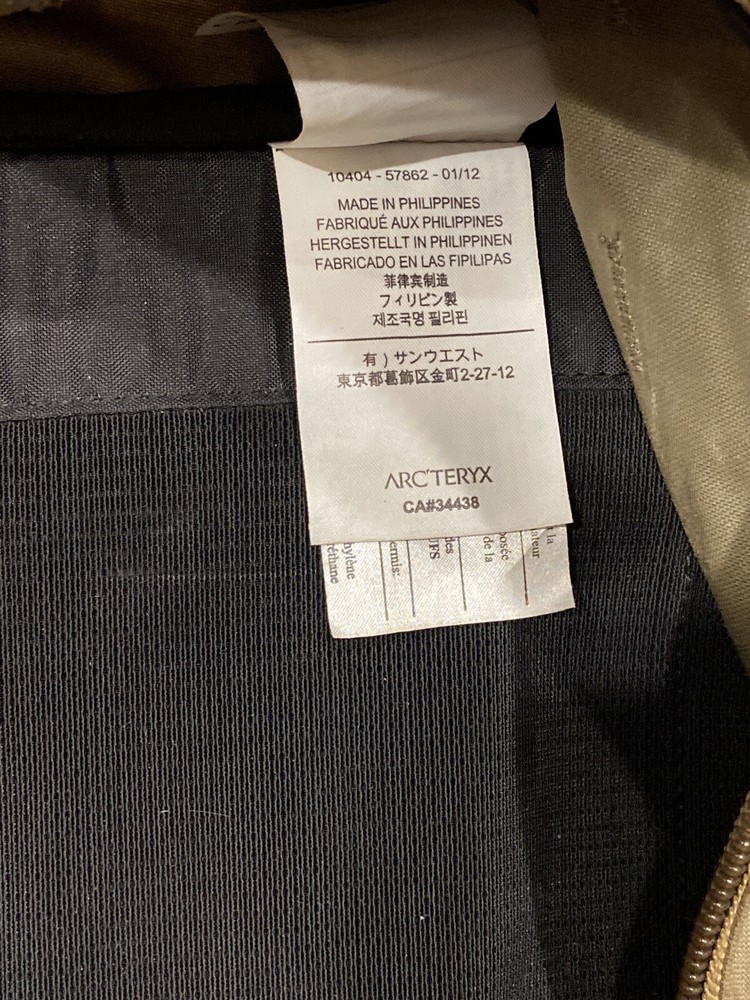 10404 - 57862 - 01/12
MADE IN PHILIPPINES
FABRIQUÉ AUX PHILIPPINES
HERGESTELLT IN PHILIPPINEN
FABRICADO EN LAS FIPILIPAS
菲律宾制造
フィリピン製
제조국명 필리핀
有）サンウエスト
東京都葛飾区金町2-27-12
ARC'TERYX
CA#34438